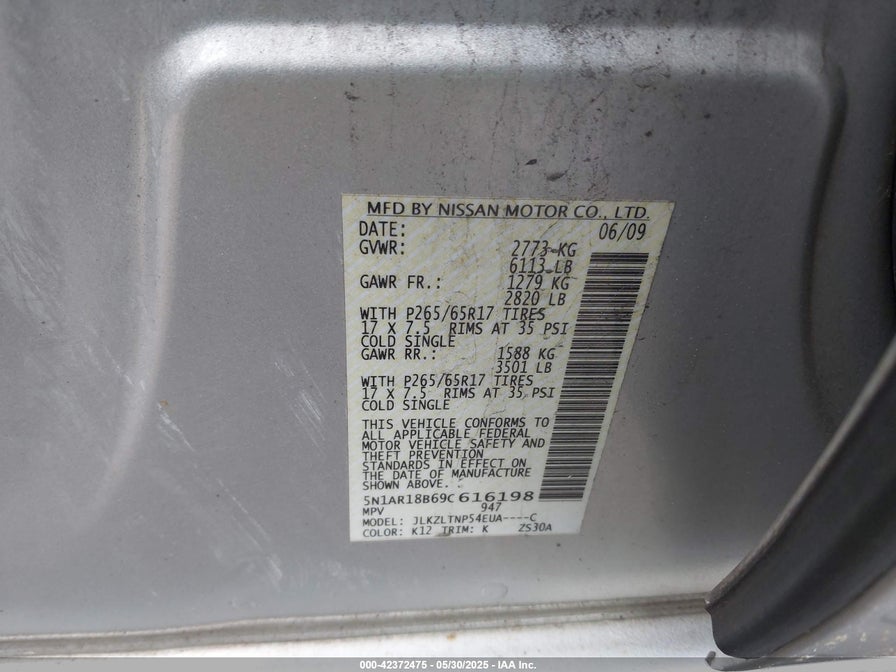 MFD BY NISSAN MOTOR CO., LTD.
DATE: 06/09
GVWR: 2773 KG
6113 LB
GAWR FR.: 1279 KG
2820 LB
WITH P265/65R17 TIRES
17 X 7.5 RIMS AT 35 PSI
COLD SINGLE
GAWR RR.: 1588 KG
3501 LB
WITH P265/65R17 TIRES
17 X 7.5 RIMS AT 35 PSI
COLD SINGLE
THIS VEHICLE CONFORMS TO
ALL APPLICABLE FEDERAL
MOTOR VEHICLE SAFETY AND
THEFT PREVENTION
STANDARDS IN EFFECT ON
THE DATE OF MANUFACTURE
SHOWN ABOVE.
5N1AR18B69C616198
MPV 947
MODEL: JLKZLTNP54EUA----C
COLOR: K12 TRIM: K ZS30A
000-42372475 - 05/30/2025 - IAA Inc.